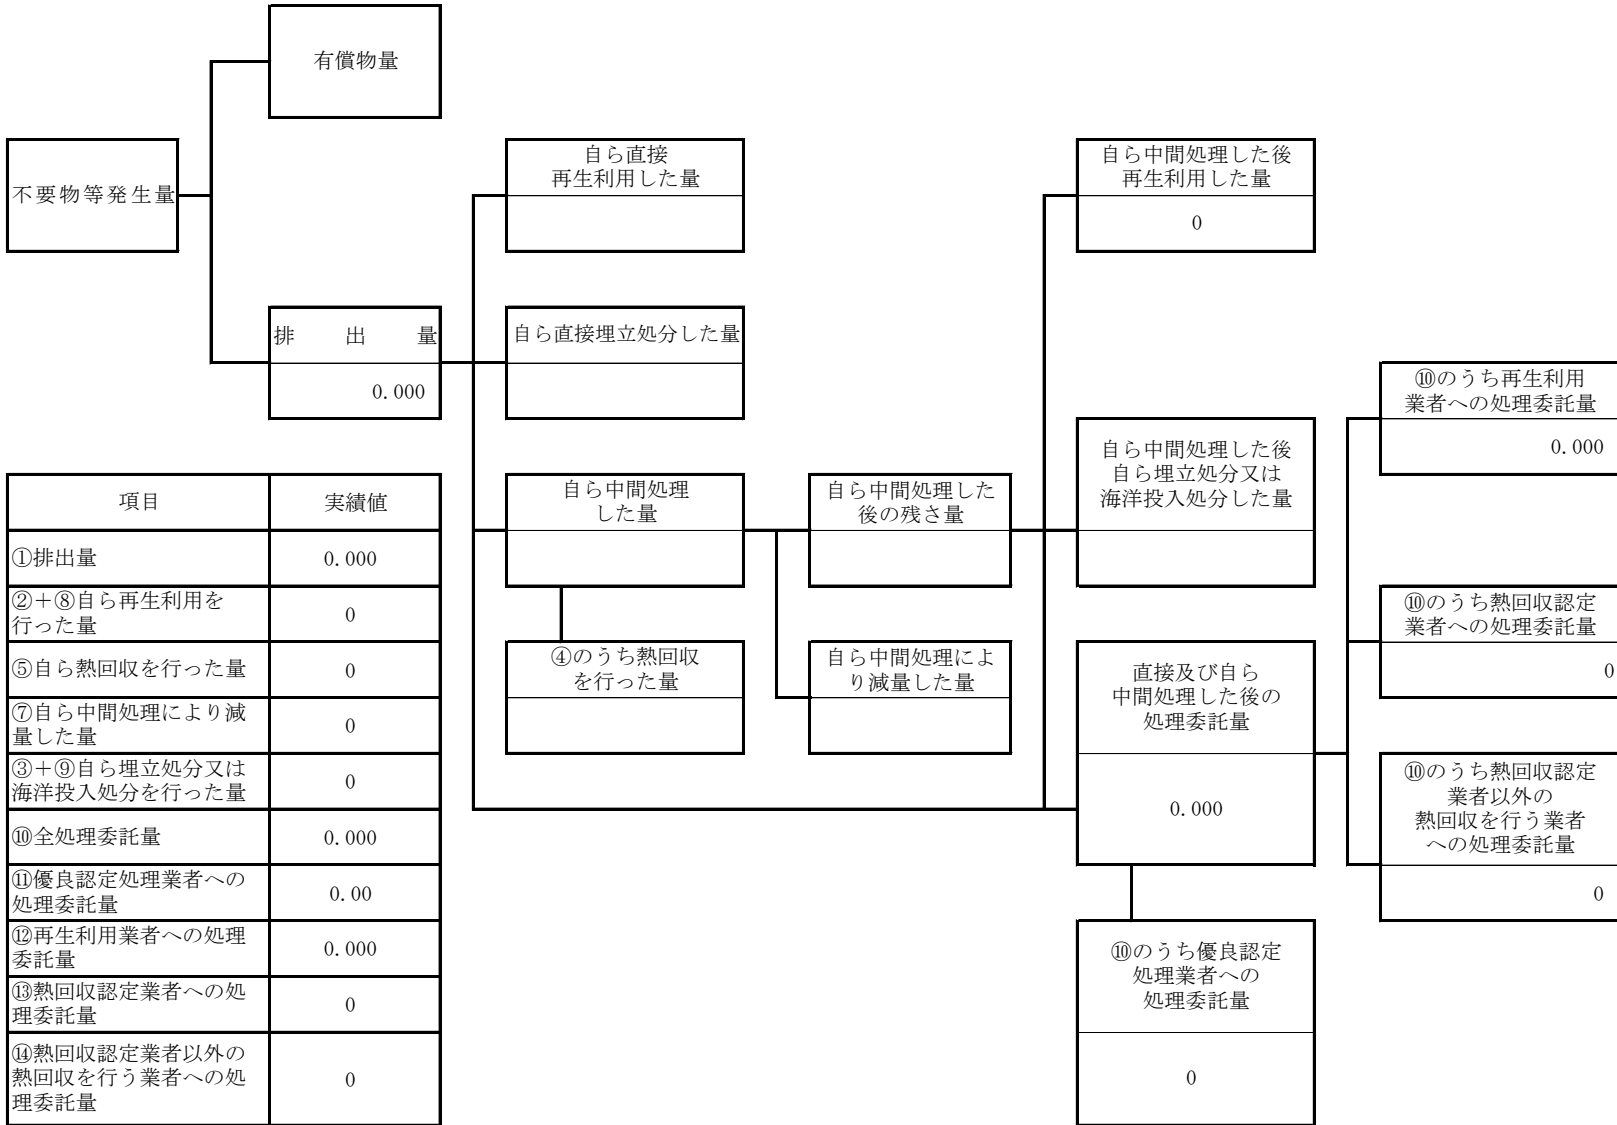 有償物量
不要物等発生量
自ら直接
再生利用した量
自ら中間処理した後
再生利用した量
0
排出量
0.000
自ら直接埋立処分した量
⑩のうち再生利用
業者への処理委託量
0.000
自ら中間処理した後
自ら埋立処分又は
海洋投入処分した量
自ら中間処理
した量
自ら中間処理した
後の残さ量
④のうち熱回収
を行った量
自ら中間処理によ
り減量した量
直接及び自ら
中間処理した後の
処理委託量
0.000
⑩のうち熱回収認定
業者への処理委託量
0
⑩のうち熱回収認定
業者以外の
熱回収を行う業者
への処理委託量
0
⑩のうち優良認定
処理業者への
処理委託量
0
項目 実績値
①排出量 0.000
②+⑧自ら再生利用を
行った量 0
⑤自ら熱回収を行った量 0
⑦自ら中間処理により減
量した量 0
③+⑨自ら埋立処分又は
海洋投入処分を行った量 0
⑩全処理委託量 0.000
⑪優良認定処理業者への
処理委託量 0.00
⑫再生利用業者への処理
委託量 0.000
⑬熱回収認定業者への処
理委託量 0
⑭熱回収認定業者以外の
熱回収を行う業者への処
理委託量 0